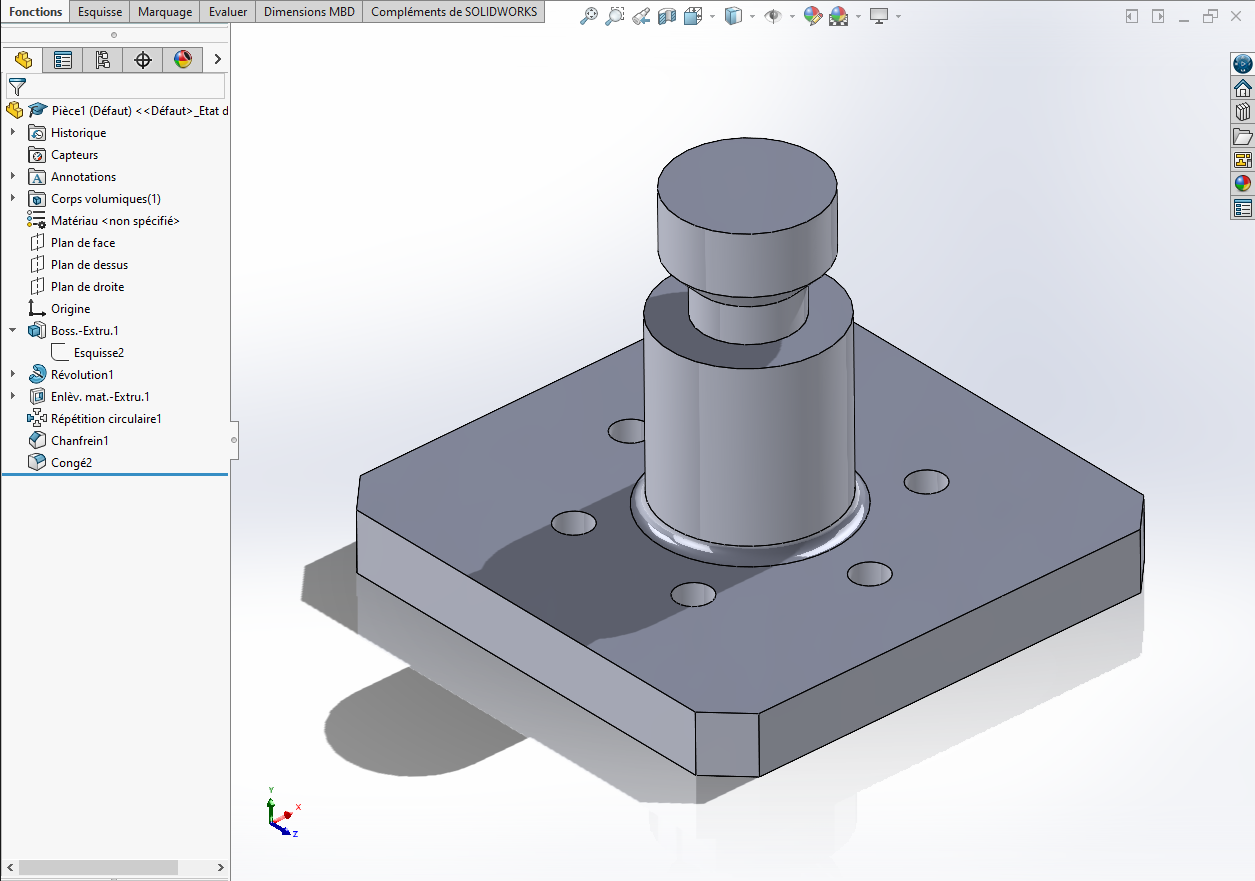 Fonctions Esquisse Marquage Evaluer Dimensions MBD Compléments de SOLIDWORKS
Pièce1 (Défaut) <<Défaut>_Etat d
Historique
Capteurs
A Annotations
Corps volumiques(1)
Matériau <non spécifié>
Plan de face
Plan de dessus
Plan de droite
Origine
Boss.-Extru.1
Esquisse2
Révolution1
Enlèv. mat.-Extru.1
Répétition circulaire1
Chanfrein1
Congé2
Y
X
Z